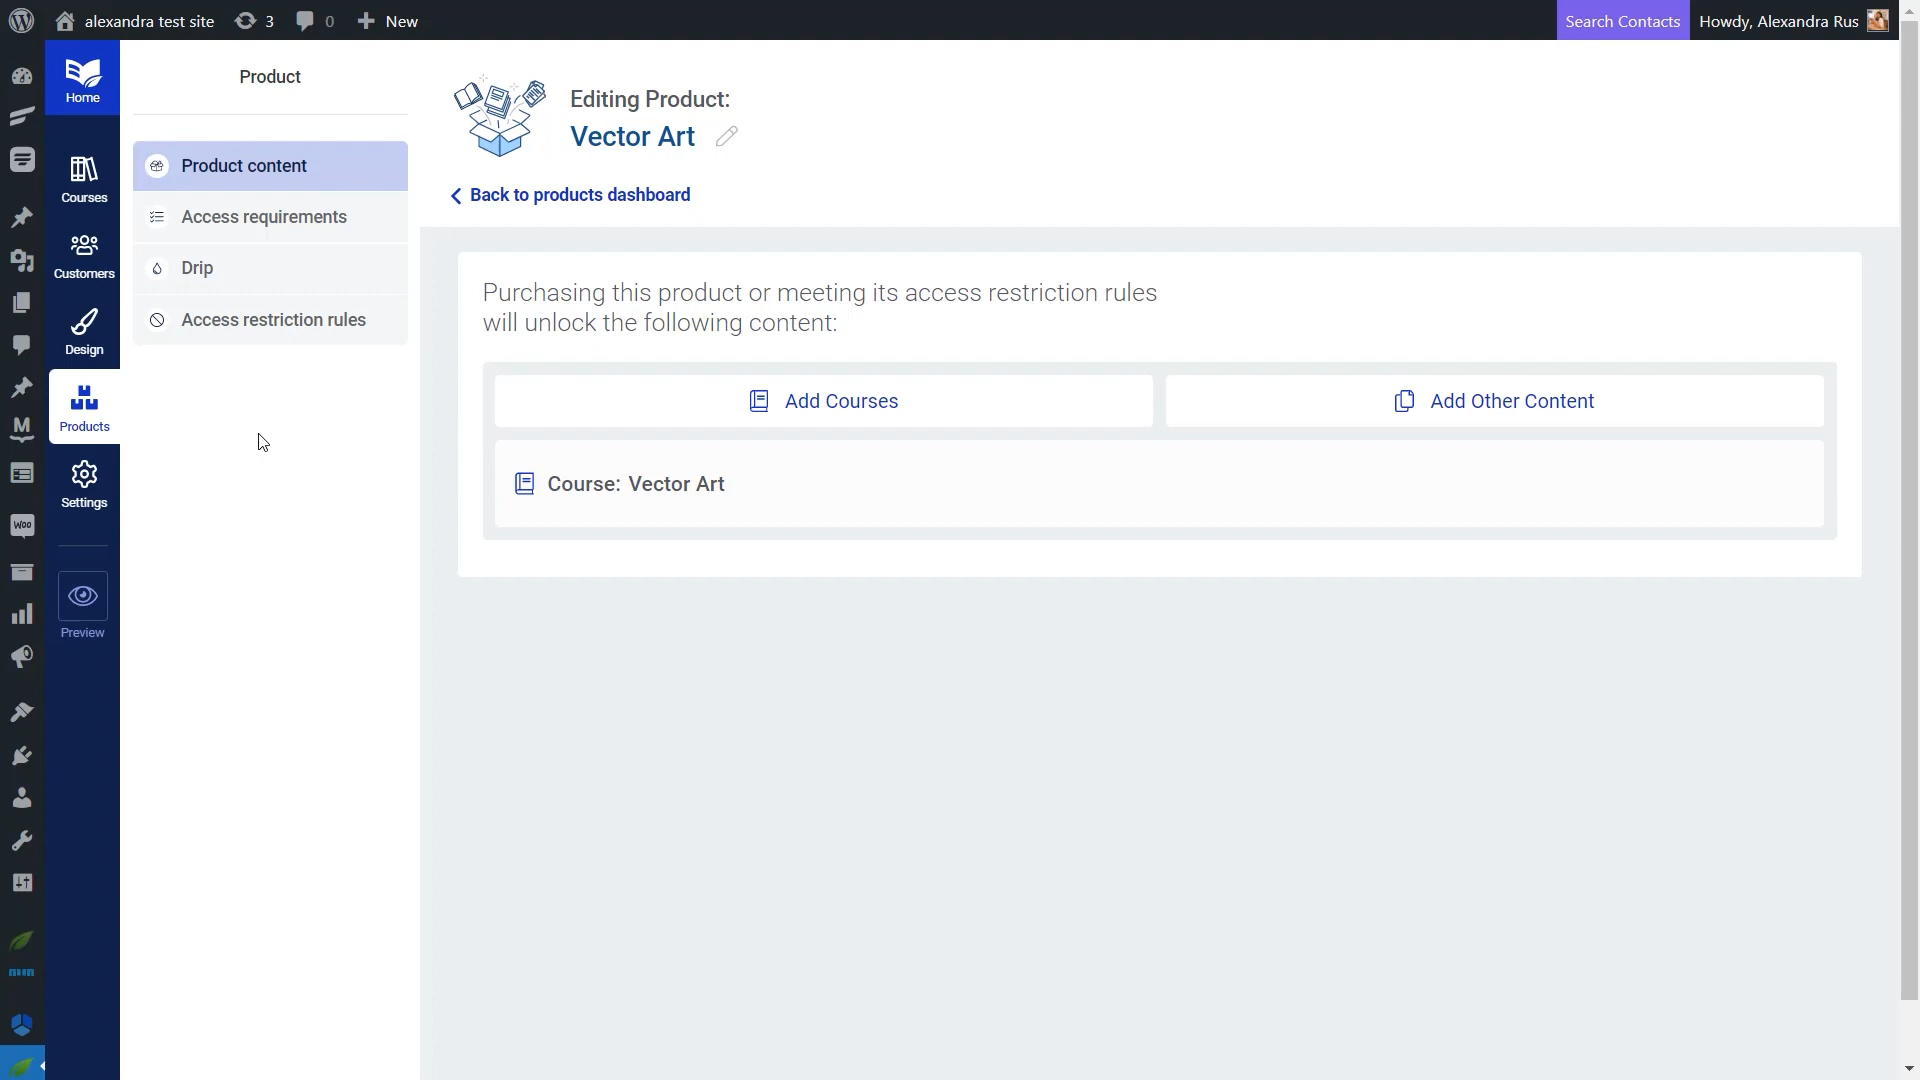 alexandra test site
3
0
New
Search Contacts
Howdy, Alexandra Rus
Home
Courses
Customers
Design
Products
Settings
Preview
Woo
M
Product
Product content
Access requirements
Drip
Access restriction rules
Editing Product:
Vector Art
Back to products dashboard
Purchasing this product or meeting its access restriction rules
will unlock the following content:
Add Courses
Add Other Content
Course: Vector Art